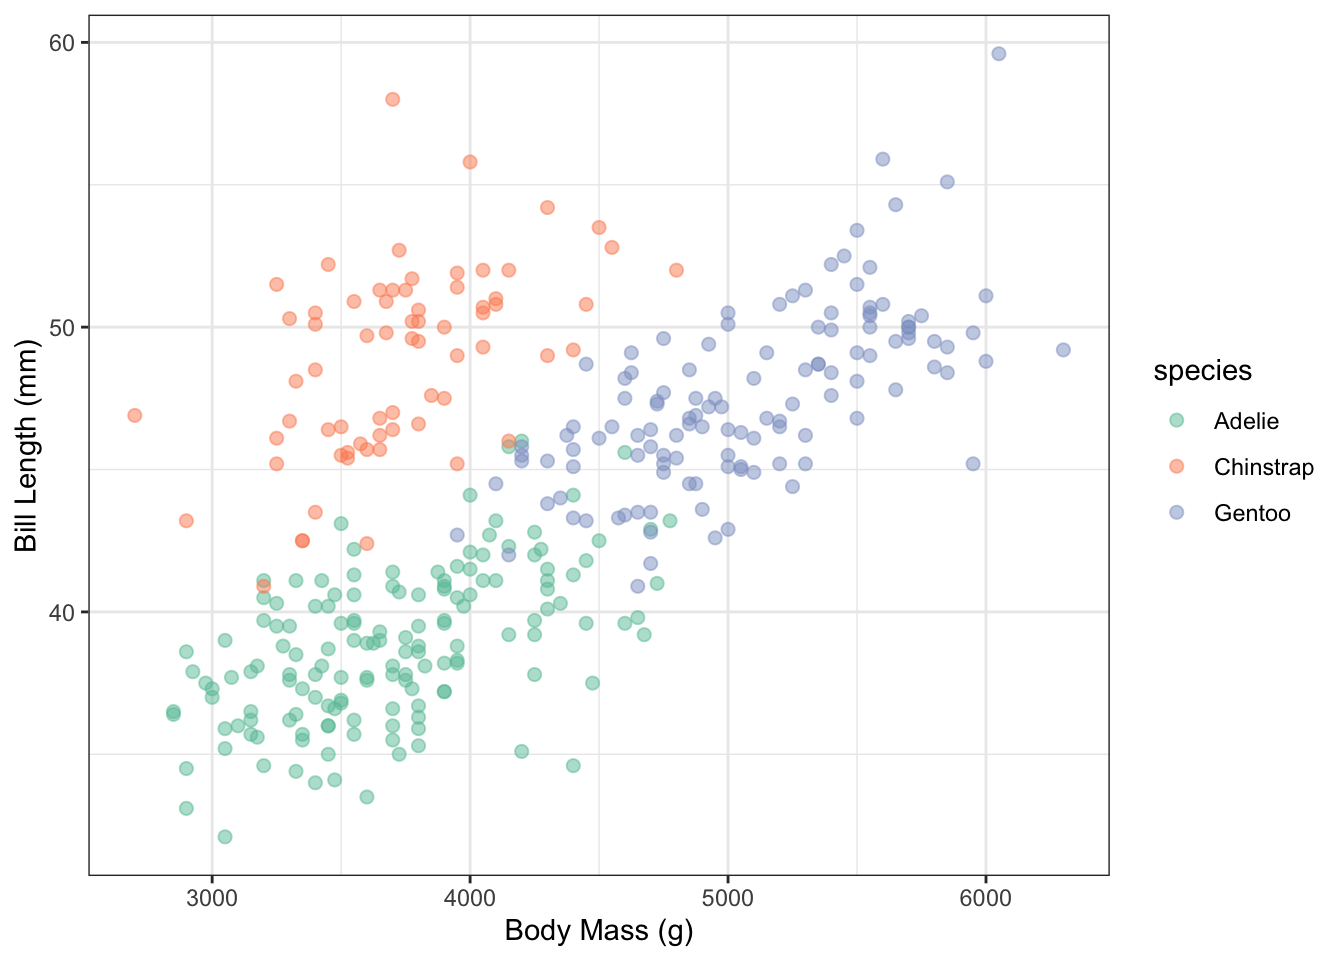 60
50
40
Bill Length (mm)
3000
4000
5000
6000
Body Mass (g)
species
Adelie
Chinstrap
Gentoo